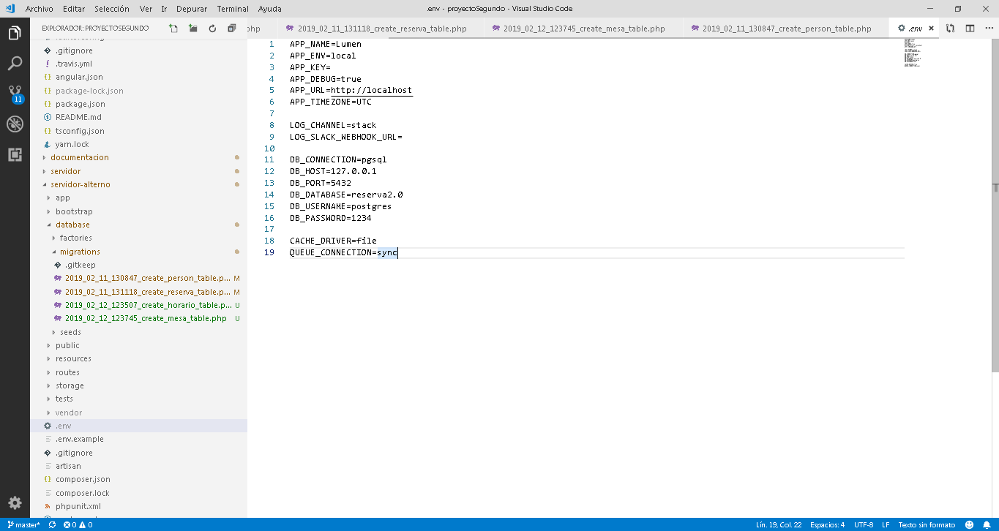 Archivo Editar Selección Ver Ir Depurar Terminal Ayuda
.env - proyectoSegundo - Visual Studio Code
EXPLORADOR: PROYECTOSEGUNDO
php
2019_02_11_131118_create_reserva_table.php
2019_02_12_123745_create_mesa_table.php
2019_02_11_130847_create_person_table.php
.env
.gitignore
.travis.yml
angular.json
package-lock.json
package.json
README.md
tsconfig.json
yarn.lock
documentacion
servidor
servidor-alterno
app
bootstrap
database
factories
migrations
.gitkeep
2019_02_11_130847_create_person_table.p... M
2019_02_11_131118_create_reserva_table.p... M
2019_02_12_123507_create_horario_table.p... U
2019_02_12_123745_create_mesa_table.php U
seeds
public
resources
routes
storage
tests
vendor
.env
.env.example
.gitignore
artisan
composer.json
composer.lock
phpunit.xml
11
1 APP_NAME=Lumen
2 APP_ENV=local
3 APP_KEY=
4 APP_DEBUG=true
5 APP_URL=http://localhost
6 APP_TIMEZONE=UTC
7
8 LOG_CHANNEL=stack
9 LOG_SLACK_WEBHOOK_URL=
10
11 DB_CONNECTION=pgsql
12 DB_HOST=127.0.0.1
13 DB_PORT=5432
14 DB_DATABASE=reserva2.0
15 DB_USERNAME=postgres
16 DB_PASSWORD=1234
17
18 CACHE_DRIVER=file
19 QUEUE_CONNECTION=sync
master* 0 0
Lín. 19, Col. 22 Espacios: 4 UTF-8 LF Texto sin formato